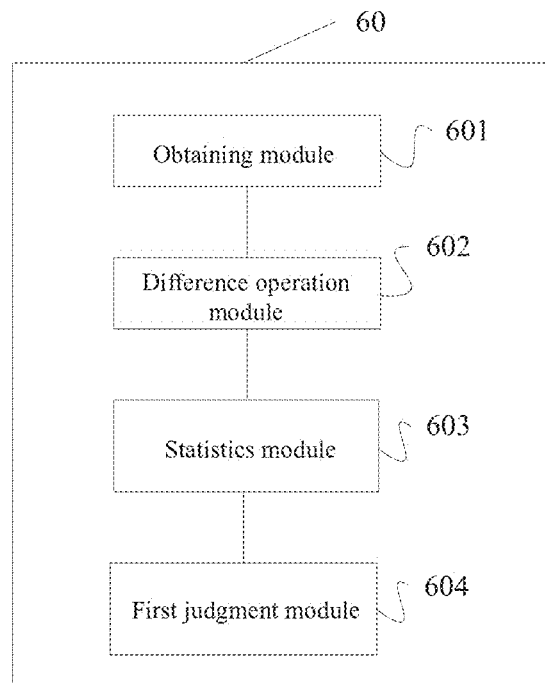 60
Obtaining module
601
602
Difference operation
module
603
Statistics module
604
First judgment module